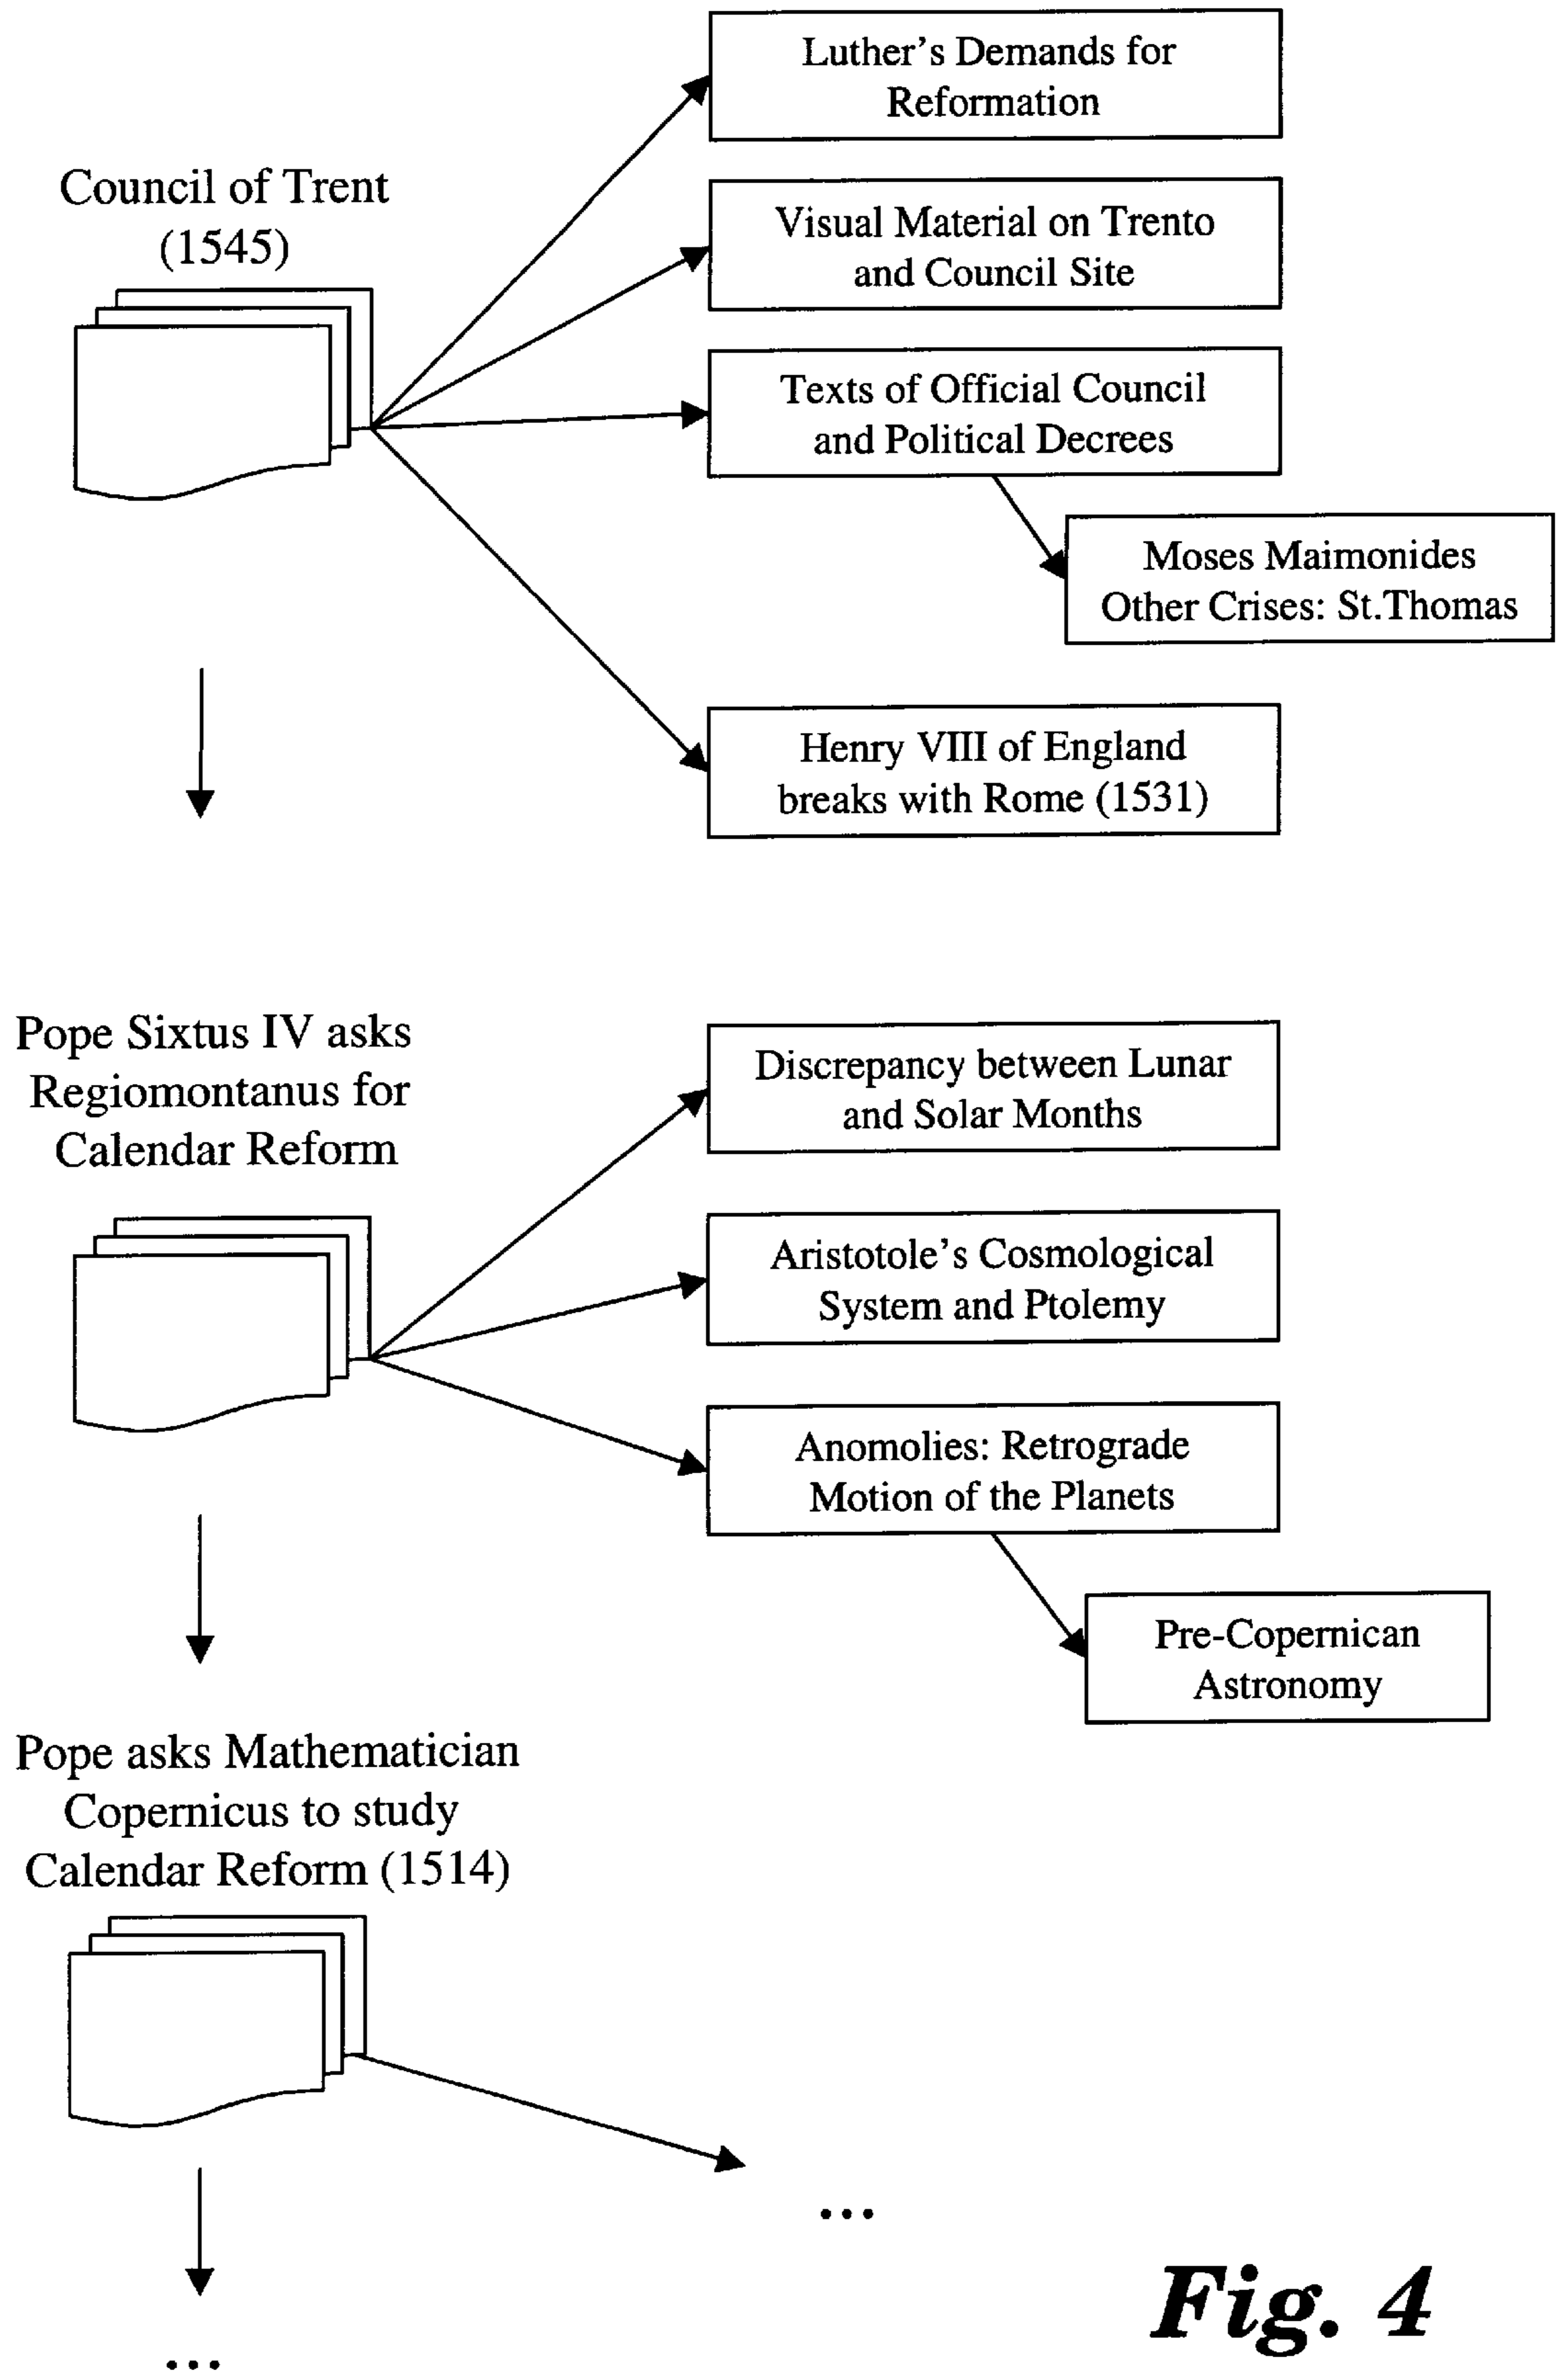 Luther's Demands for
Reformation
Council of Trent
(1545)
Visual Material on Trento
and Council Site
Texts of Official Council
and Political Decrees
Moses Maimonides
Other Crises: St.Thomas
Henry VIII of England
breaks with Rome (1531)
Pope Sixtus IV asks
Regiomontanus for
Calendar Reform
Discrepancy between Lunar
and Solar Months
Aristotole's Cosmological
System and Ptolemy
Anomolies: Retrograde
Motion of the Planets
Pre-Copernican
Astronomy
Pope asks Mathematician
Copernicus to study
Calendar Reform (1514)
...
...
Fig. 4